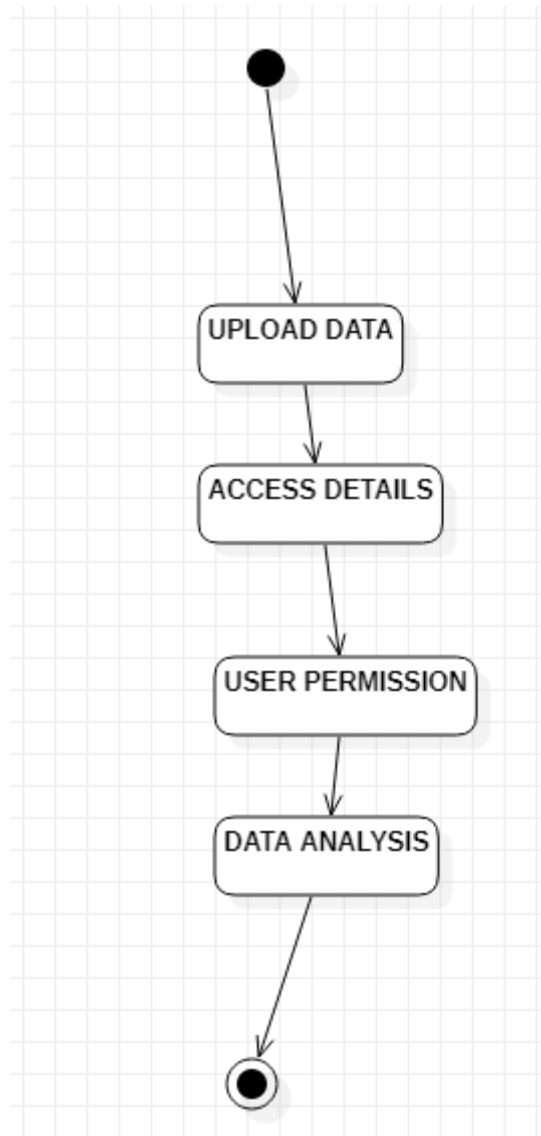 UPLOAD DATA
ACCESS DETAILS
USER PERMISSION
DATA ANALYSIS